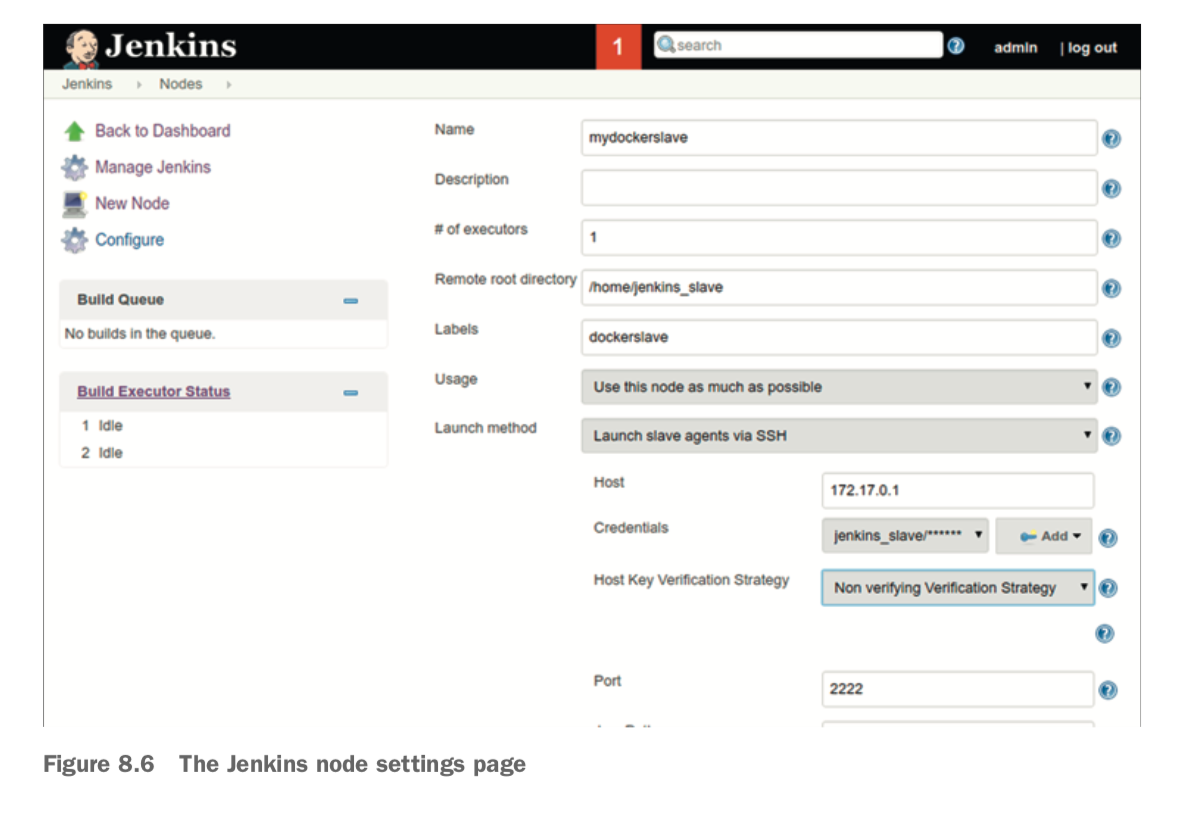 Jenkins
1
search
admin | log out
Jenkins Nodes
Back to Dashboard
Manage Jenkins
New Node
Configure
Build Queue
No builds in the queue.
Build Executor Status
1 Idle
2 Idle
Name mydockerslave
Description
# of executors 1
Remote root directory /home/jenkins_slave
Labels dockerslave
Usage Use this node as much as possible
Launch method Launch slave agents via SSH
Host 172.17.0.1
Credentials jenkins_slave/****** Add
Host Key Verification Strategy Non verifying Verification Strategy
Port 2222
Figure 8.6 The Jenkins node settings page